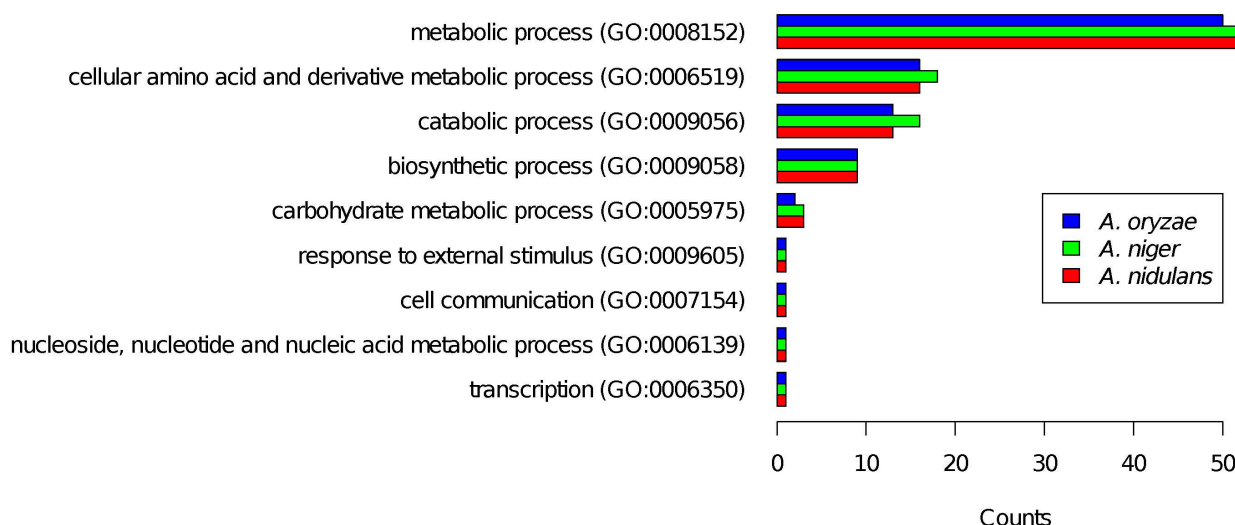 metabolic process (GO:0008152)
cellular amino acid and derivative metabolic process (GO:0006519)
catabolic process (GO:0009056)
biosynthetic process (GO:0009058)
carbohydrate metabolic process (GO:0005975)
response to external stimulus (GO:0009605)
cell communication (GO:0007154)
nucleoside, nucleotide and nucleic acid metabolic process (GO:0006139)
transcription (GO:0006350)
A. oryzae
A. niger
A. nidulans
0 10 20 30 40 50
Counts